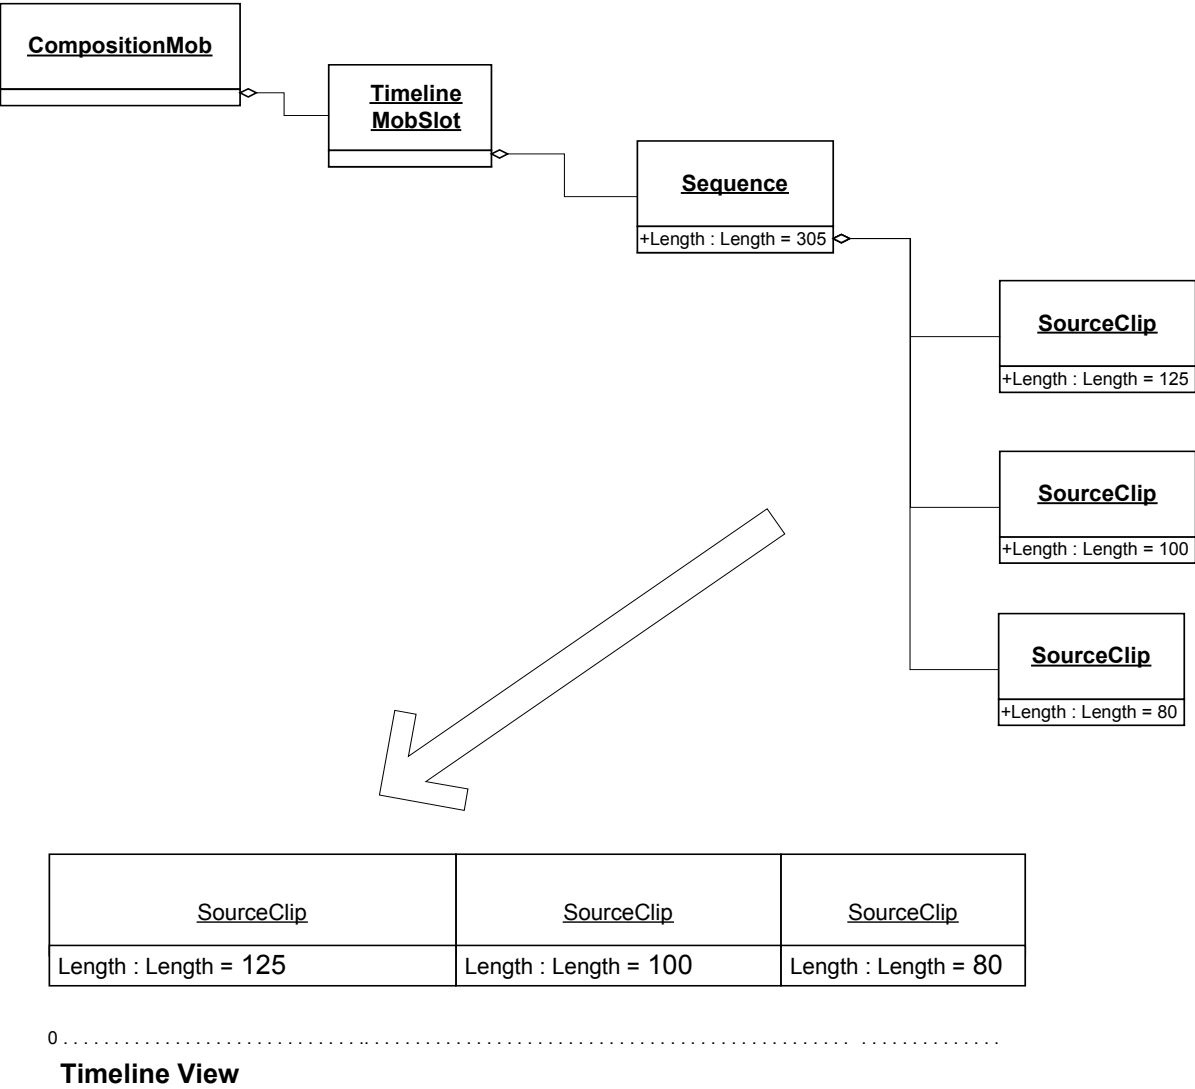 CompositionMob
Timeline
MobSlot
Sequence
+Length : Length = 305
SourceClip
+Length : Length = 125
SourceClip
+Length : Length = 100
SourceClip
+Length : Length = 80
SourceClip
SourceClip
SourceClip
Length : Length = 125
Length : Length = 100
Length : Length = 80
0 . . . . . . . . . . . . . . . . . . . . . . . . . . . . . .. . . . . . . . . . . . . . . . . . . . . . . . . . . . . . . . . . . . . . . . . . . . . . . . . . . . . . . . . . . . . . . . . .
Timeline View